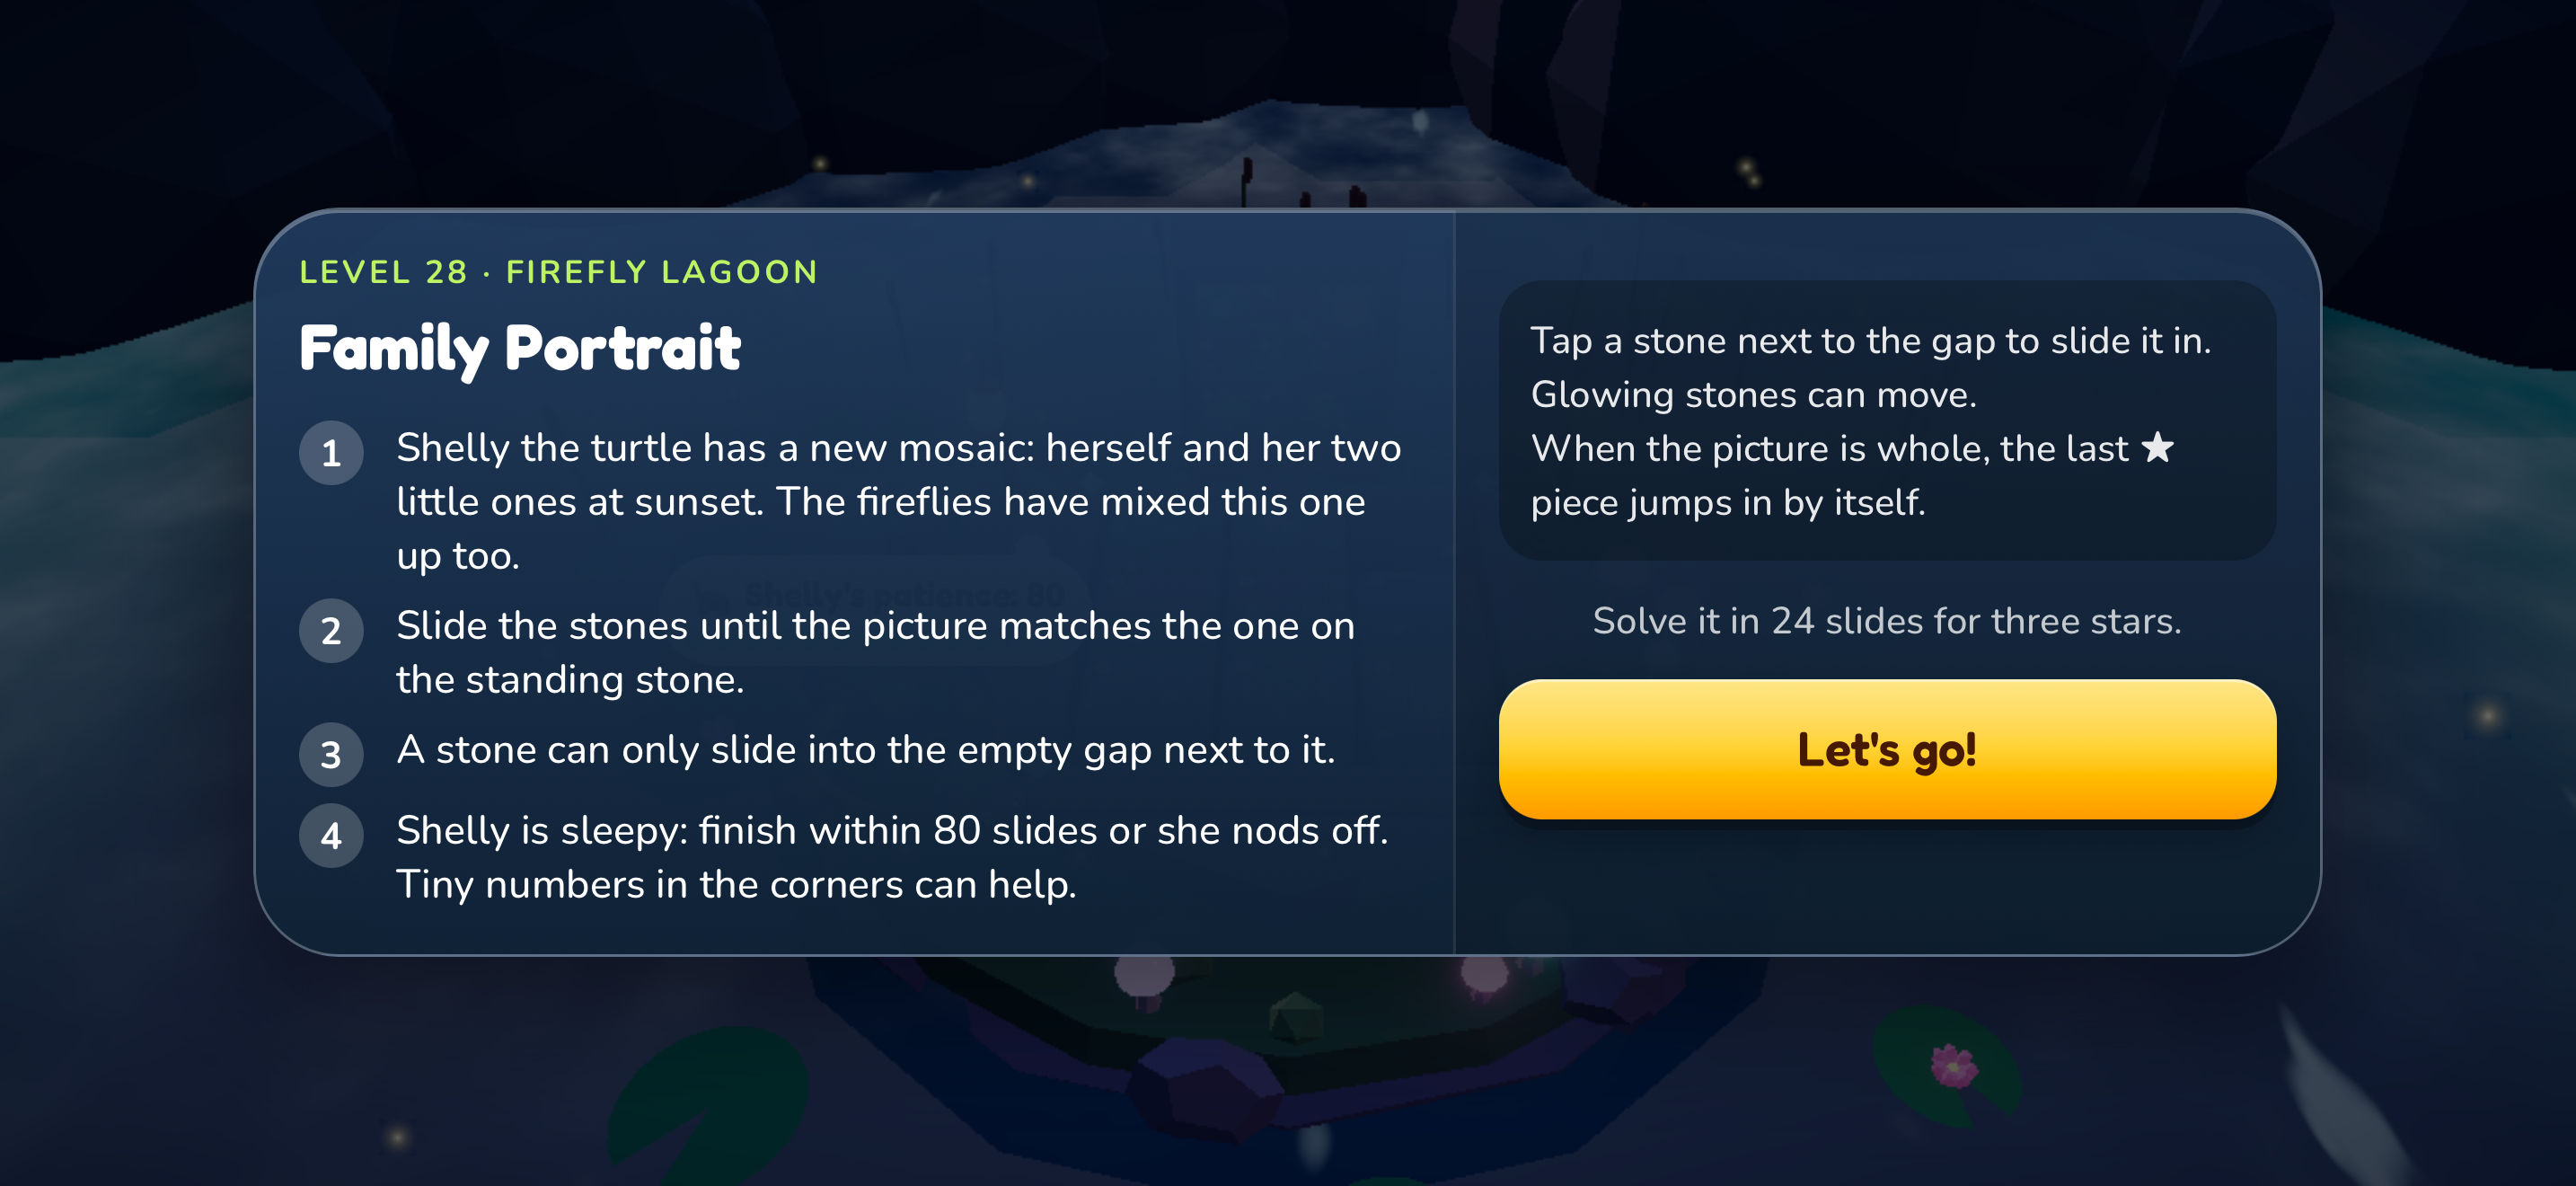 LEVEL 28 · FIREFLY LAGOON
Family Portrait
1 Shelly the turtle has a new mosaic: herself and her two
little ones at sunset. The fireflies have mixed this one
up too.
Shelly's patience: 80
2 Slide the stones until the picture matches the one on
the standing stone.
3 A stone can only slide into the empty gap next to it.
4 Shelly is sleepy: finish within 80 slides or she nods off.
Tiny numbers in the corners can help.
Tap a stone next to the gap to slide it in.
Glowing stones can move.
When the picture is whole, the last ★
piece jumps in by itself.
Solve it in 24 slides for three stars.
Let's go!